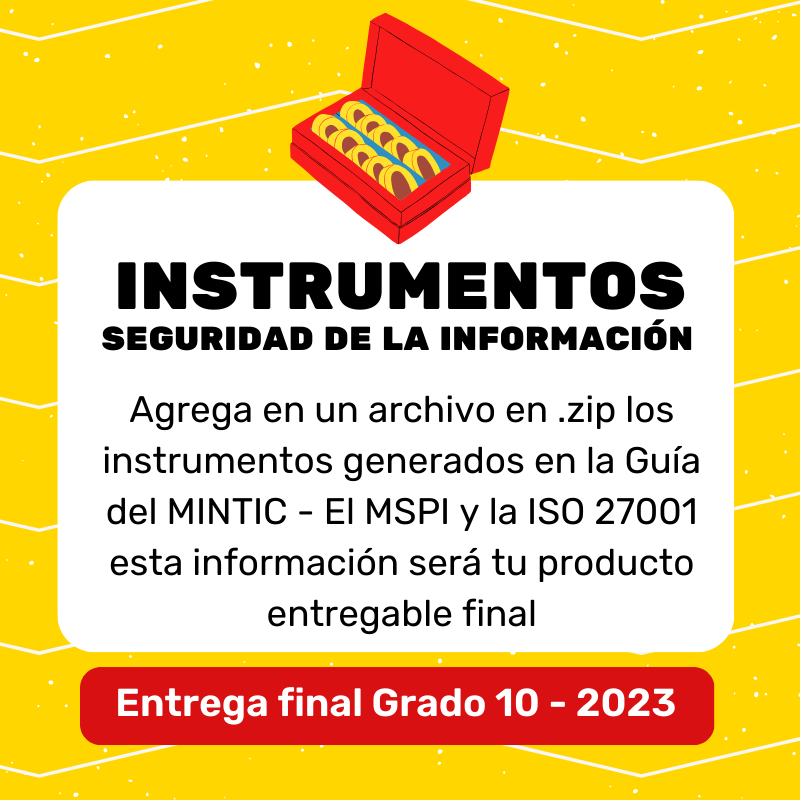 INSTRUMENTOS
SEGURIDAD DE LA INFORMACIÓN
Agrega en un archivo en .zip los
instrumentos generados en la Guía
del MINTIC - El MSPI y la ISO 27001
esta información será tu producto
entregable final
Entrega final Grado 10 - 2023